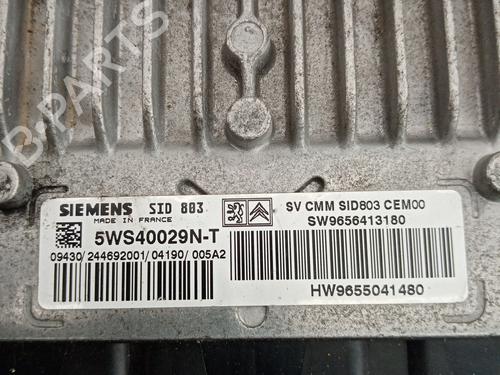 B-PARTS
SIEMENS SID 803
MADE IN FRANCE
5WS40029N-T
09430/244692001/04190/005A2
SV CMM SID803 CEM00
SW9656413180
HW9655041480